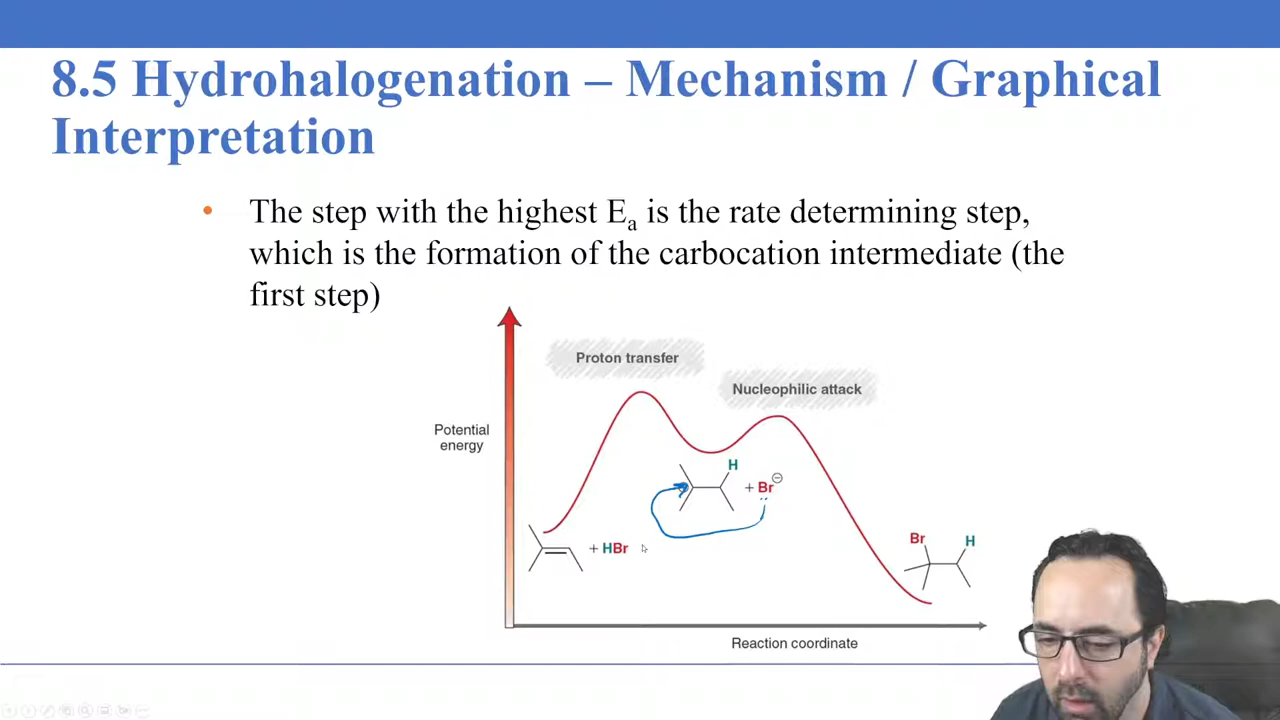 8.5 Hydrohalogenation – Mechanism / Graphical
Interpretation
• The step with the highest Ea is the rate determining step,
which is the formation of the carbocation intermediate (the
first step)
Proton transfer
Nucleophilic attack
Potential
energy
H
+ Br ⊖
+ HBr
Br
H
Reaction coordinate